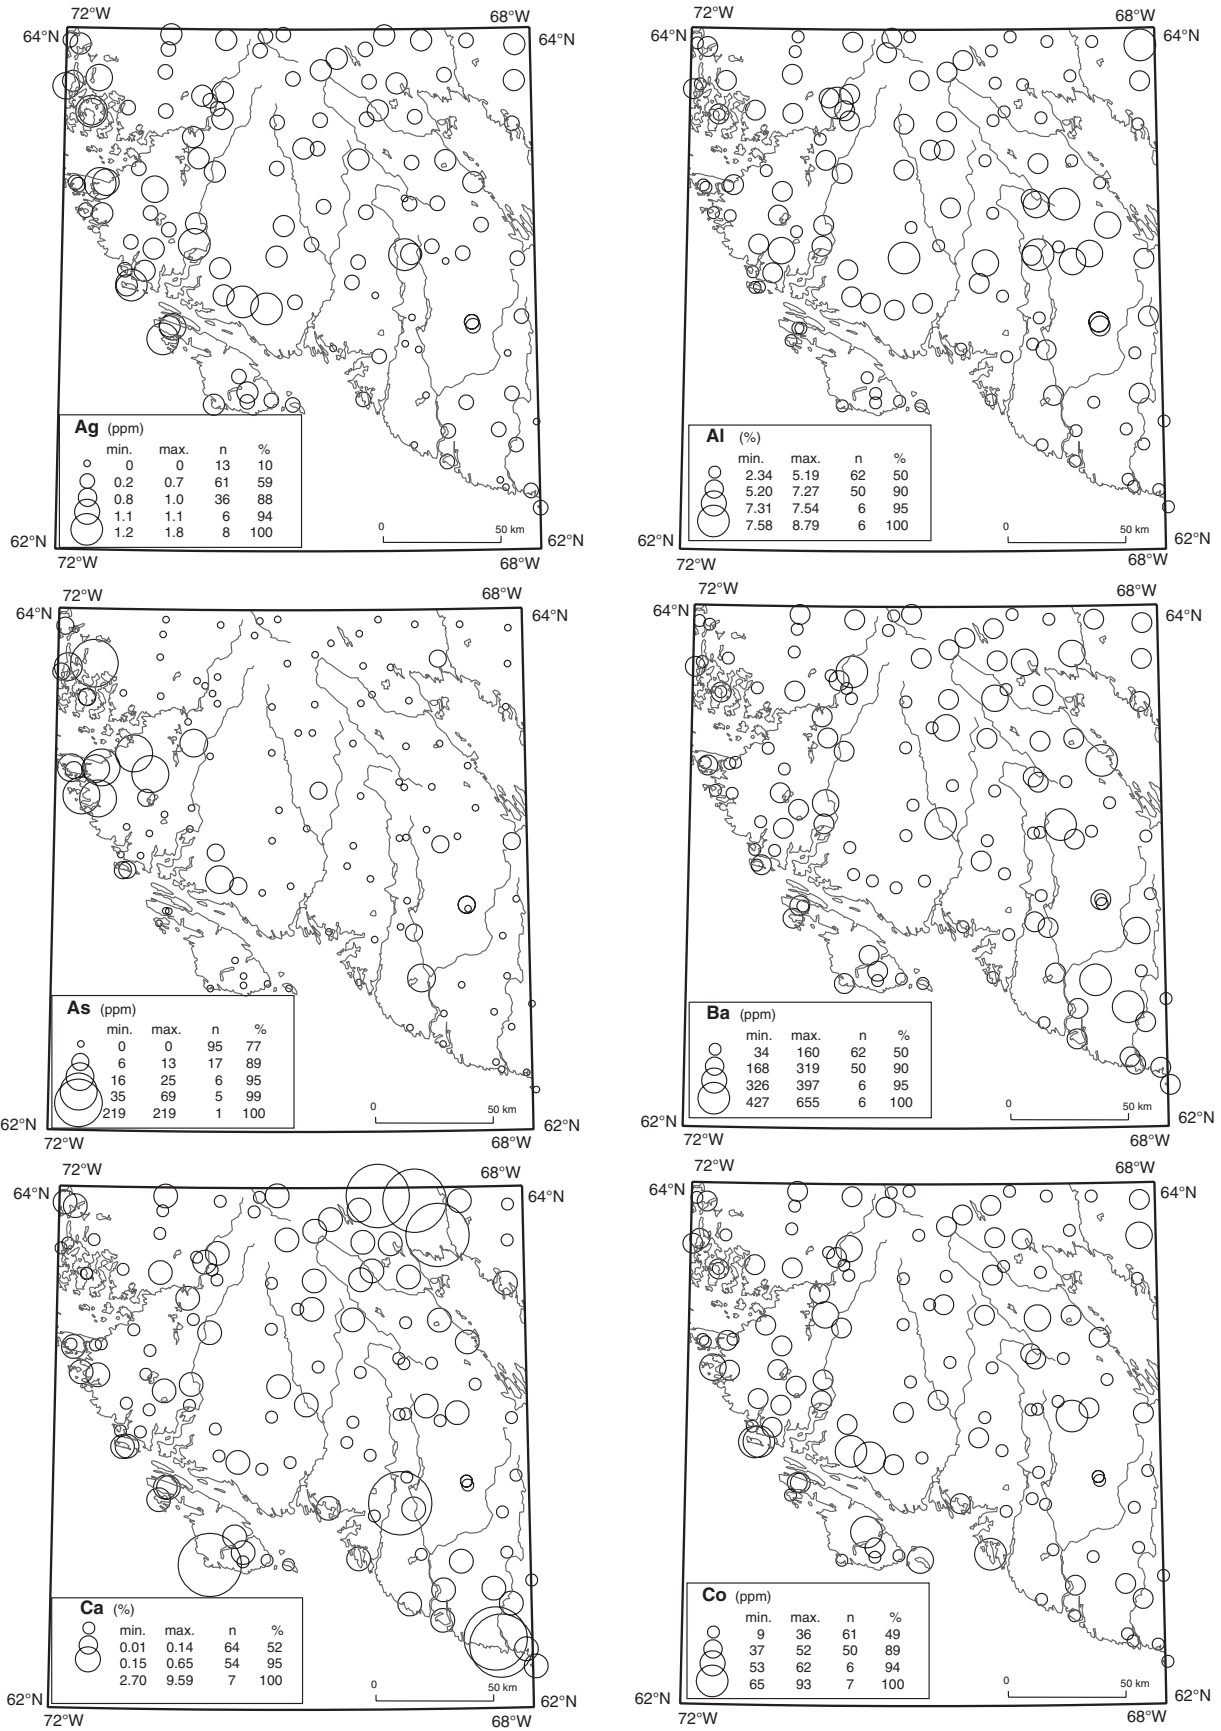 72°W 68°W
64°N 64°N
Ag (ppm)
min. max. n %
0 0 13 10
0.2 0.7 61 59
0.8 1.0 36 88
1.1 1.1 6 94
1.2 1.8 8 100
0 50 km
62°N 62°N
72°W 68°W
72°W 68°W
64°N 64°N
Al (%)
min. max. n %
2.34 5.19 62 50
5.20 7.27 50 90
7.31 7.54 6 95
7.58 8.79 6 100
0 50 km
62°N 62°N
72°W 68°W
72°W 68°W
64°N 64°N
As (ppm)
min. max. n %
0 0 95 77
6 13 17 89
16 25 6 95
35 69 5 99
219 219 1 100
0 50 km
62°N 62°N
72°W 68°W
72°W 68°W
64°N 64°N
Ba (ppm)
min. max. n %
34 160 62 50
168 319 50 90
326 397 6 95
427 655 6 100
0 50 km
62°N 62°N
72°W 68°W
72°W 68°W
64°N 64°N
Ca (%)
min. max. n %
0.01 0.14 64 52
0.15 0.65 54 95
2.70 9.59 7 100
0 50 km
62°N 62°N
72°W 68°W
72°W 68°W
64°N 64°N
Co (ppm)
min. max. n %
9 36 61 49
37 52 50 89
53 62 6 94
65 93 7 100
0 50 km
62°N 62°N
72°W 68°W